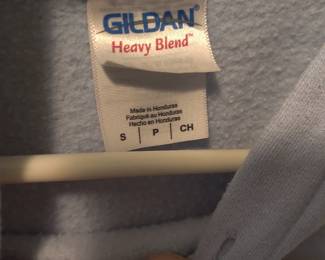 GILDAN
Heavy Blend™
Made in Honduras
Fabriqué au Honduras
Hecho en Honduras
S | P | CH